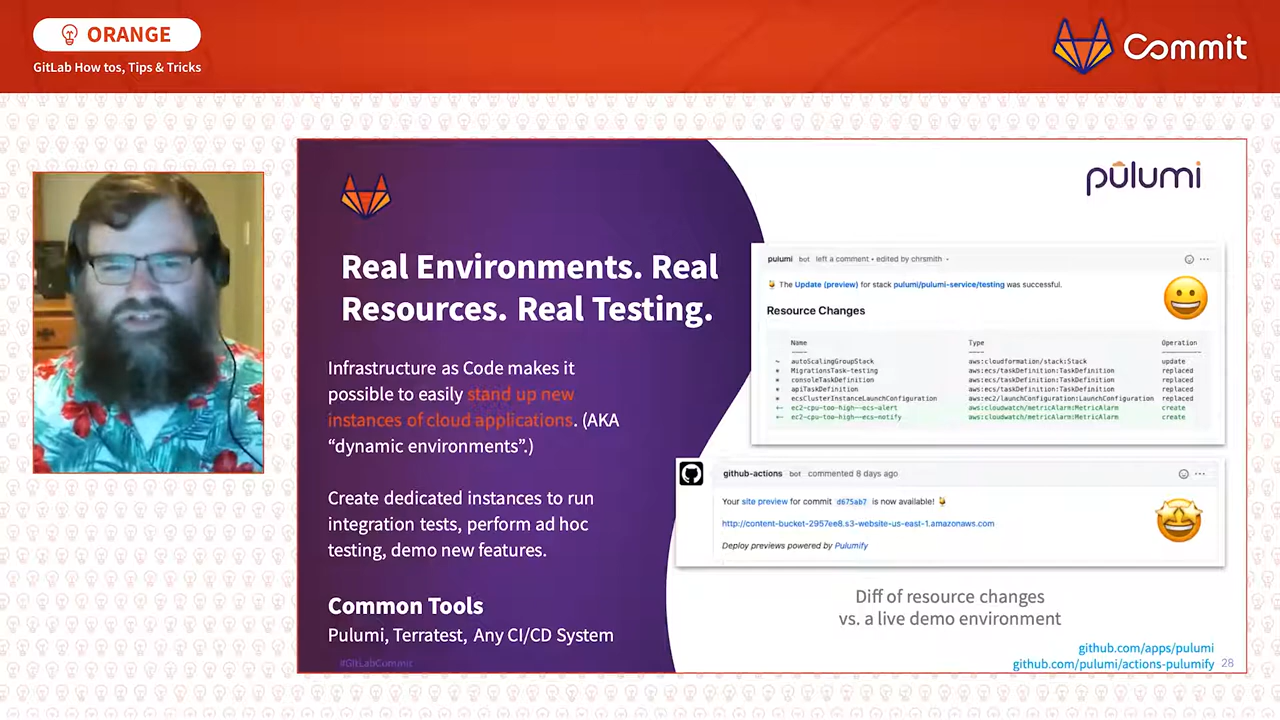 ORANGE
GitLab How tos, Tips & Tricks
Commit
pulumi
Real Environments. Real
Resources. Real Testing.
Infrastructure as Code makes it
possible to easily stand up new
instances of cloud applications. (AKA
“dynamic environments”.)
Create dedicated instances to run
integration tests, perform ad hoc
testing, demo new features.
Common Tools
Pulumi, Terratest, Any CI/CD System
#GitLabCommit
pulumi bot left a comment • edited by chrsmith
The Update (preview) for stack pulumi/pulumi-service/testing was successful.
Resource Changes
Name Type Operation
~ autoScalingGroupStack aws:cloudformation/stack:Stack update
MigrationsTask-testing aws:ecs/taskDefinition:TaskDefinition replaced
consoleTaskDefinition aws:ecs/taskDefinition:TaskDefinition replaced
apiTaskDefinition aws:ecs/taskDefinition:TaskDefinition replaced
ecsClusterInstanceLaunchConfiguration aws:ec2/launchConfiguration:LaunchConfiguration replaced
ec2-cpu-too-high--ecs-alert aws:cloudwatch/metricAlarm:MetricAlarm create
ec2-cpu-too-high--ecs-notify aws:cloudwatch/metricAlarm:MetricAlarm create
github-actions bot commented 8 days ago
Your site preview for commit d675ab7 is now available!
http://content-bucket-2957ee8.s3-website-us-east-1.amazonaws.com
Deploy previews powered by Pulumify
Diff of resource changes
vs. a live demo environment
github.com/apps/pulumi
github.com/pulumi/actions-pulumify 28